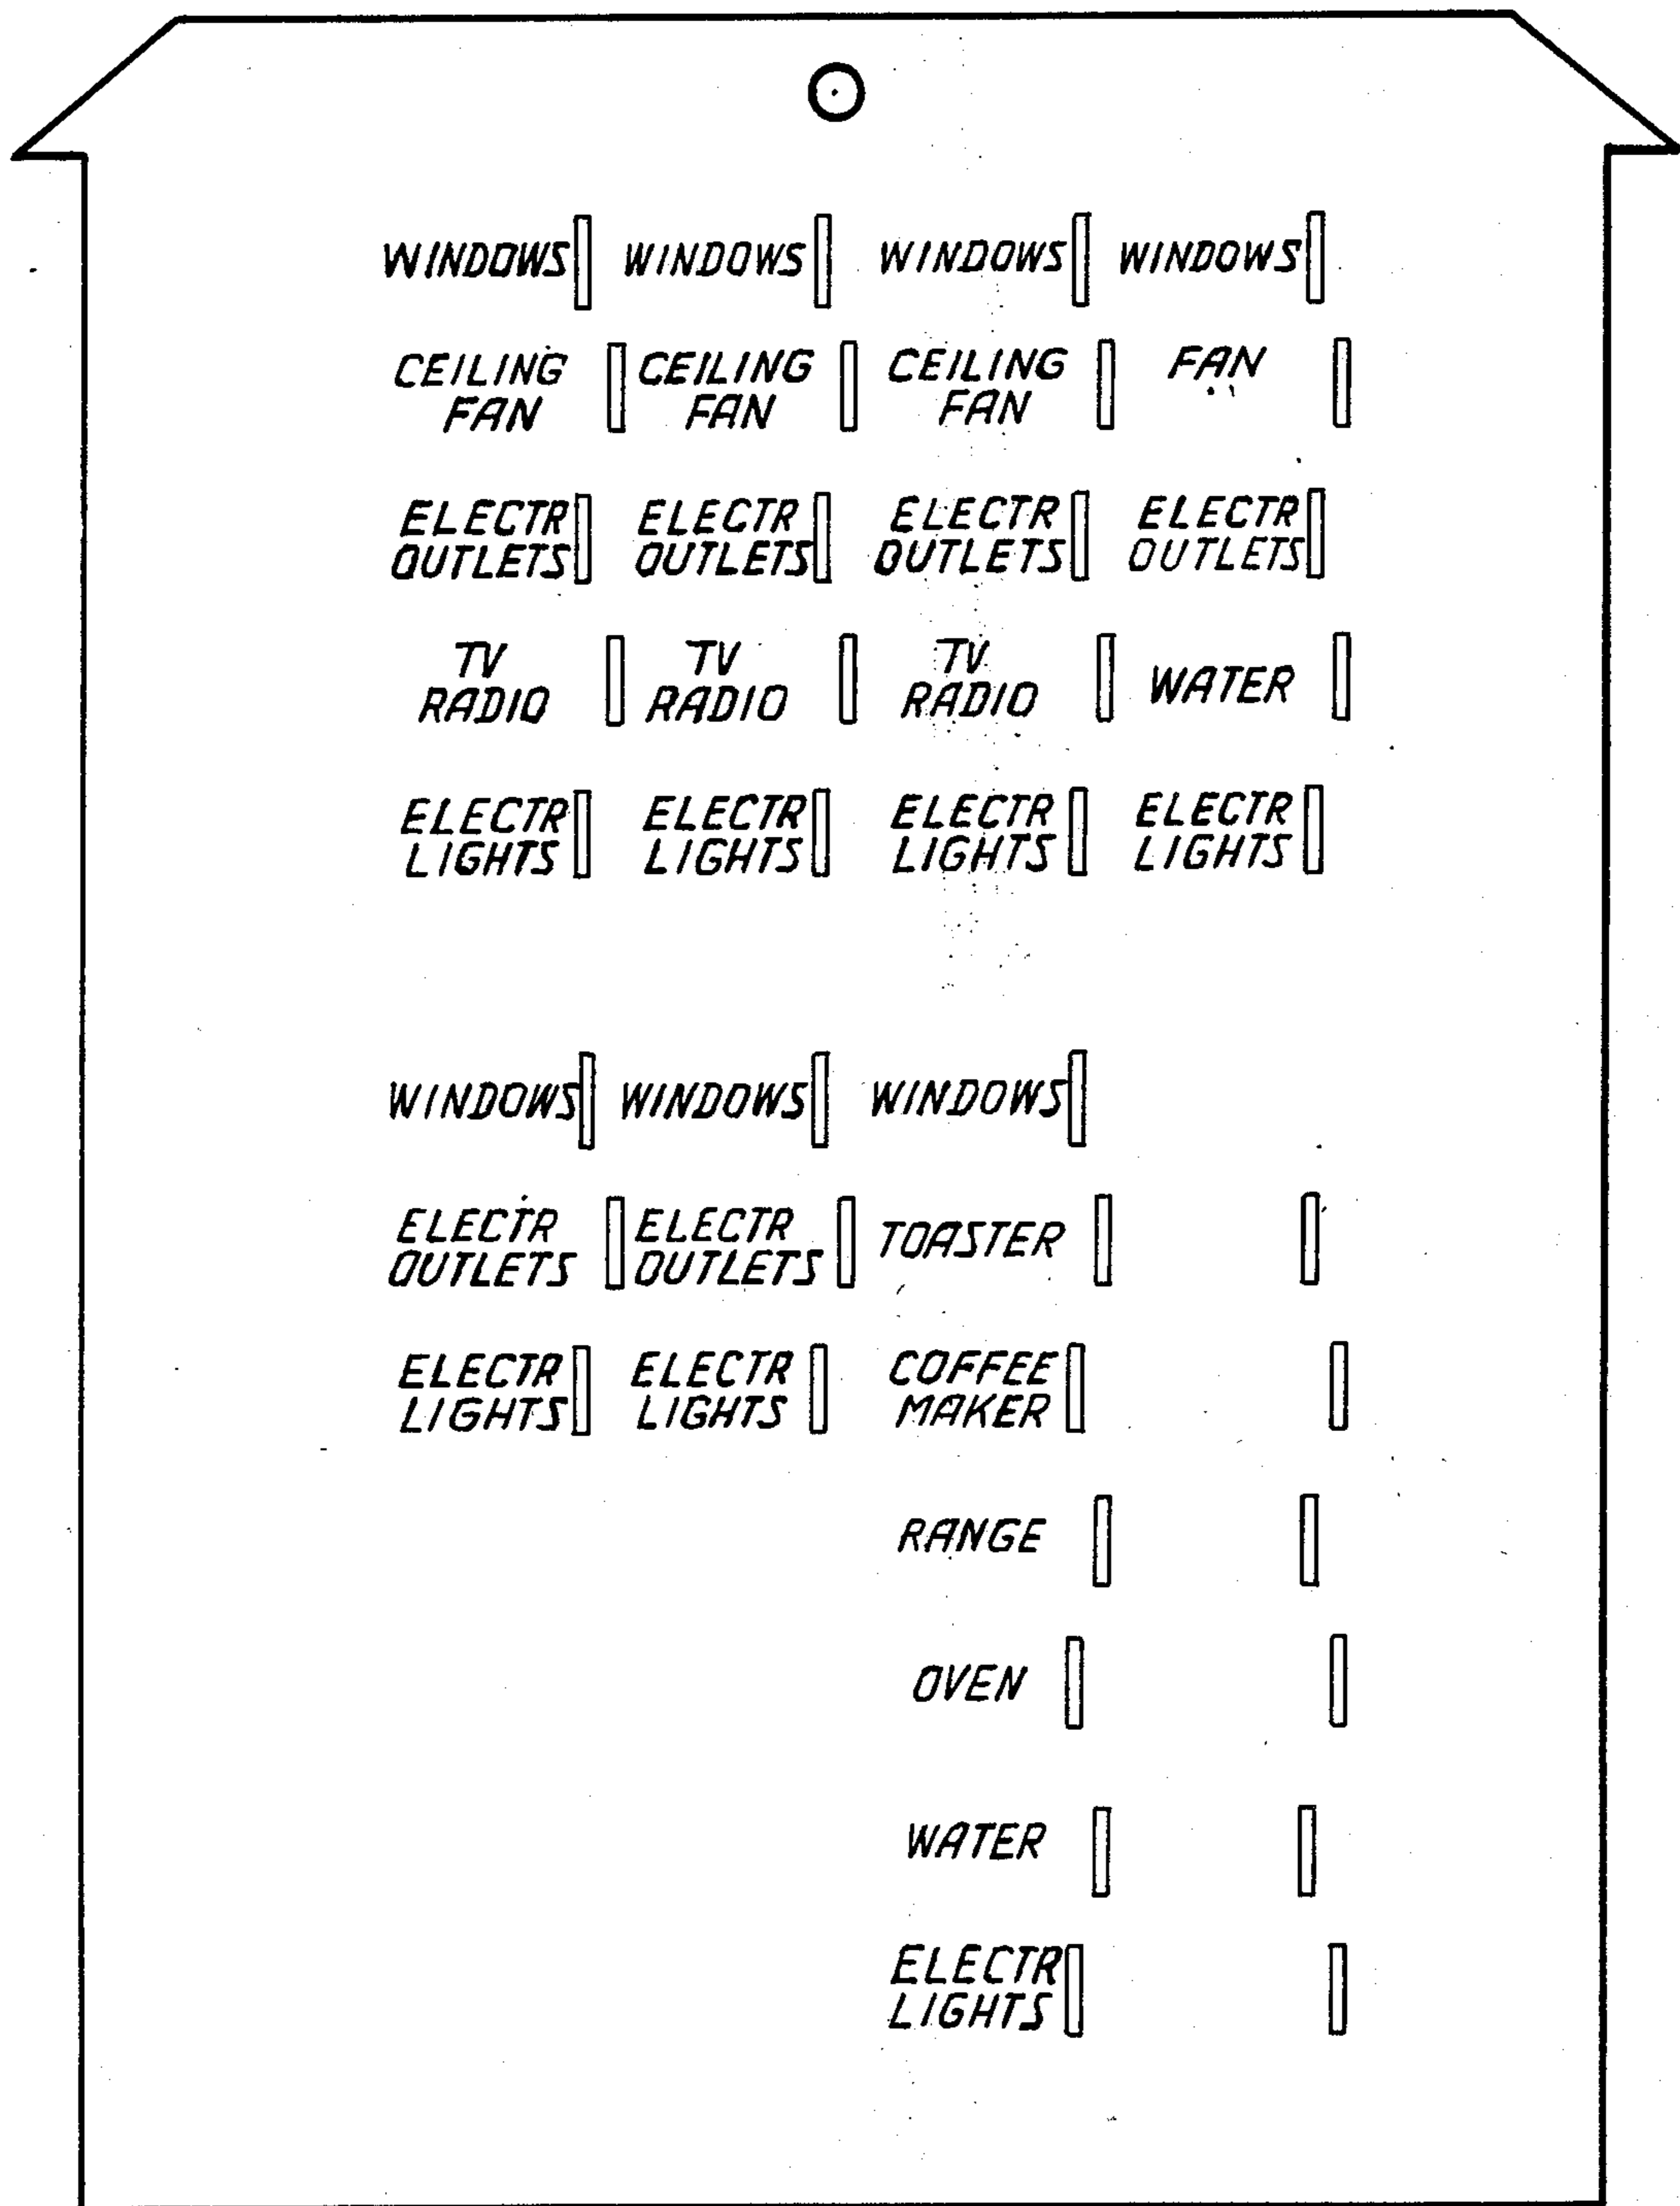 WINDOWS WINDOWS WINDOWS WINDOWS
CEILING CEILING CEILING FAN
FAN FAN FAN
ELECTR ELECTR ELECTR ELECTR
OUTLETS OUTLETS OUTLETS OUTLETS
TV TV TV
RADIO RADIO RADIO WATER
ELECTR ELECTR ELECTR ELECTR
LIGHTS LIGHTS LIGHTS LIGHTS
WINDOWS WINDOWS WINDOWS
ELECTR ELECTR TOASTER
OUTLETS OUTLETS
ELECTR ELECTR COFFEE
LIGHTS LIGHTS MAKER
RANGE
OVEN
WATER
ELECTR
LIGHTS